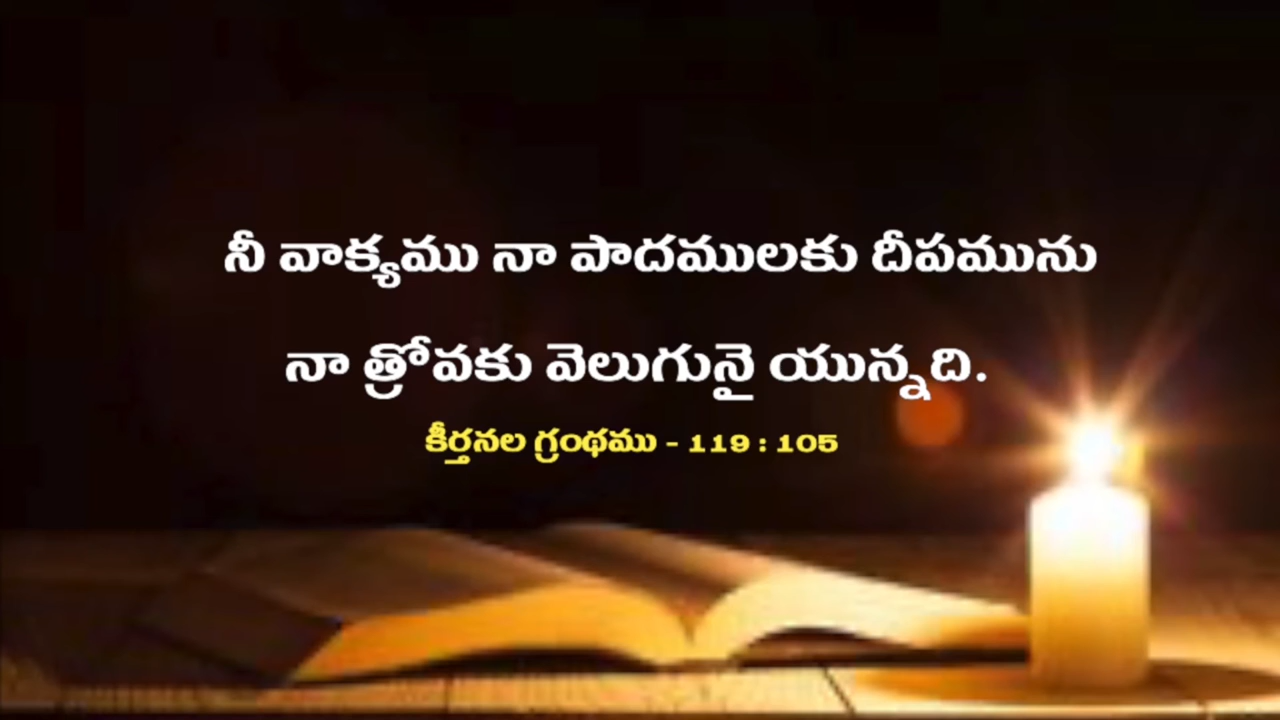 నీ వాక్యము నా పాదములకు దీపమును
నా త్రోవకు వెలుగునై యున్నది.
కీర్తనల గ్రంథము - 119 : 105